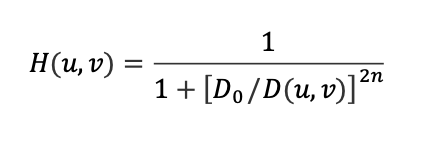 H(u, v) = 1 / (1 + [D₀/D(u, v)]²ⁿ)